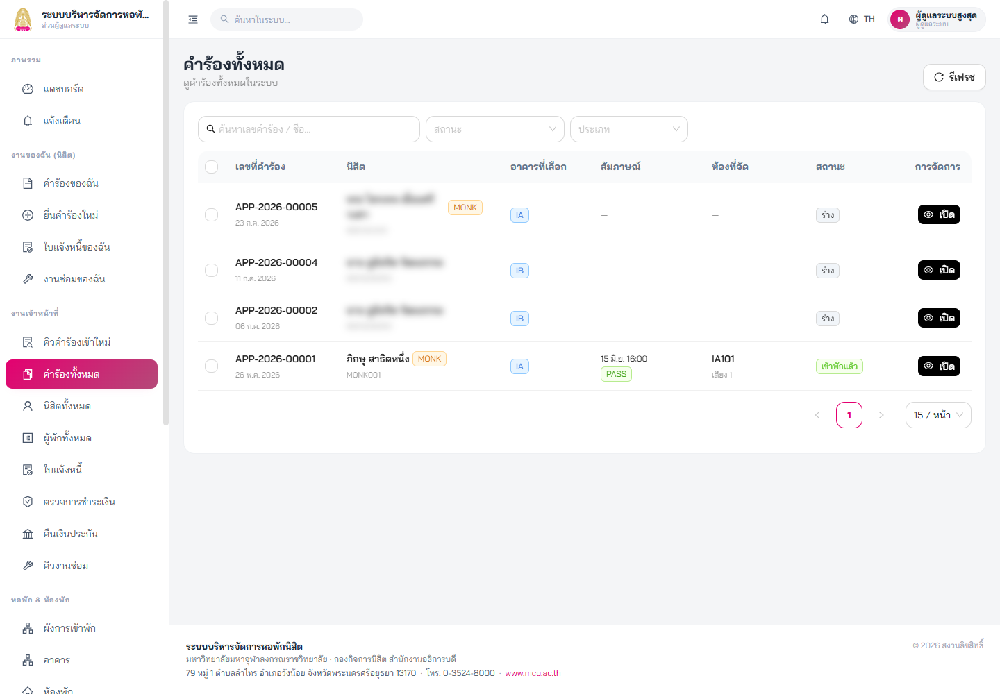 ระบบบริหารจัดการหอพั...
ส่วนผู้ดูแลระบบ
ค้นหาในระบบ...
TH
ผ
ผู้ดูแลระบบสูงสุด
ผู้ดูแลระบบ
ภาพรวม
แดชบอร์ด
แจ้งเตือน
งานของฉัน (นิสิต)
คำร้องของฉัน
ยื่นคำร้องใหม่
ใบแจ้งหนี้ของฉัน
งานซ่อมของฉัน
งานเจ้าหน้าที่
คิวคำร้องเข้าใหม่
คำร้องทั้งหมด
นิสิตทั้งหมด
ผู้พักทั้งหมด
ใบแจ้งหนี้
ตรวจการชำระเงิน
คืนเงินประกัน
คิวงานซ่อม
หอพัก & ห้องพัก
ผังการเข้าพัก
อาคาร
ห้องพัก
คำร้องทั้งหมด
ดูคำร้องทั้งหมดในระบบ
รีเฟรช
ค้นหาเลขคำร้อง / ชื่อ...
สถานะ
ประเภท
เลขที่คำร้อง นิสิต อาคารที่เลือก สัมภาษณ์ ห้องที่จัด สถานะ การจัดการ
APP-2026-00005 MONK IA — — ร่าง เปิด
23 ก.ค. 2026
APP-2026-00004 IB — — ร่าง เปิด
11 ก.ค. 2026
APP-2026-00002 IB — — ร่าง เปิด
06 ก.ค. 2026
APP-2026-00001 ภิกษุ สาธิตหนึ่ง MONK IA 15 มิ.ย. 16:00 IA101 เข้าพักแล้ว เปิด
26 พ.ค. 2026 MONK001 PASS เตียง 1
1
15 / หน้า
ระบบบริหารจัดการหอพักนิสิต
มหาวิทยาลัยมหาจุฬาลงกรณราชวิทยาลัย · กองกิจการนิสิต สำนักงานอธิการบดี
79 หมู่ 1 ตำบลลำไทร อำเภอวังน้อย จังหวัดพระนครศรีอยุธยา 13170 · โทร. 0-3524-8000 · www.mcu.ac.th
© 2026 สงวนลิขสิทธิ์